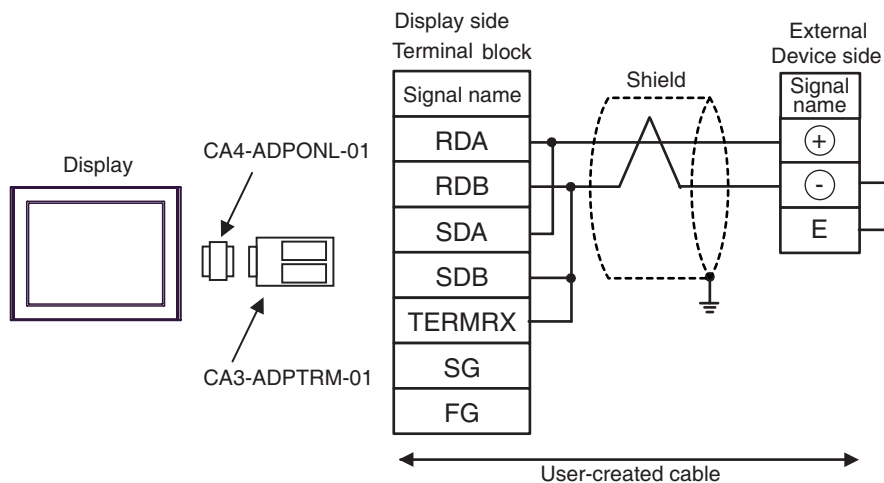 Display
CA4-ADPONL-01
CA3-ADPTRM-01
Display side
Terminal block
Signal name
RDA
RDB
SDA
SDB
TERMRX
SG
FG
Shield
External
Device side
Signal
name
+
-
E
User-created cable